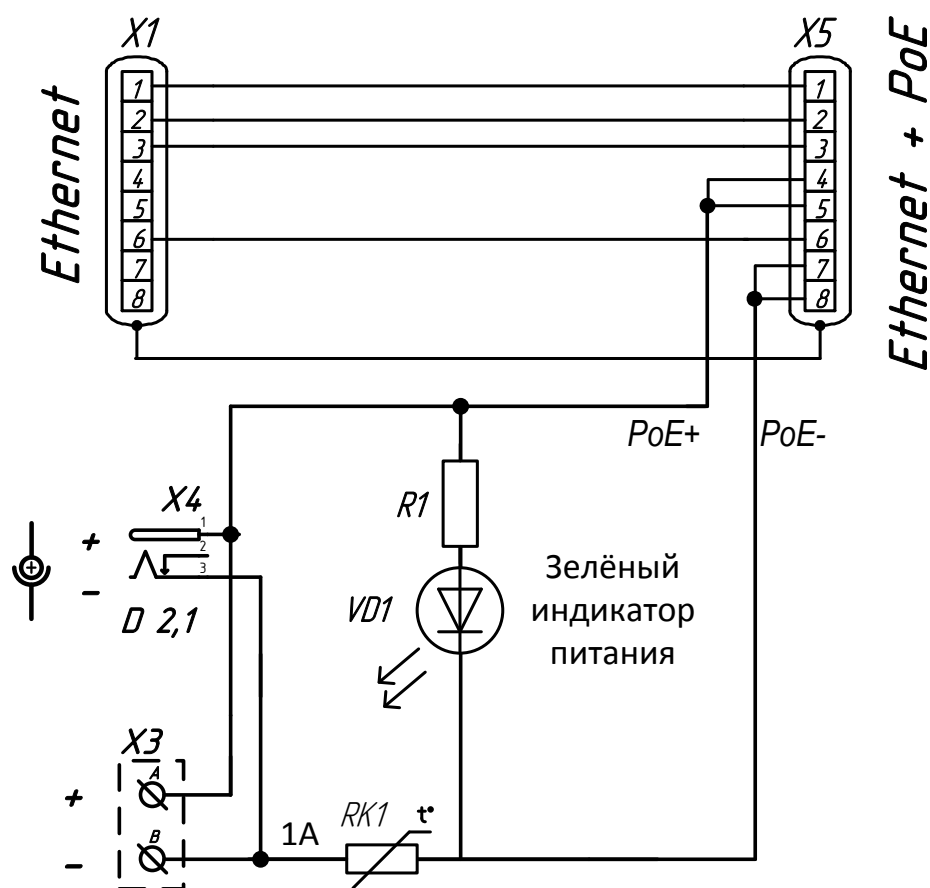 X1
X5
Ethernet
Ethernet + PoE
1
2
3
4
5
6
7
8
1
2
3
4
5
6
7
8
PoE+
PoE-
X4
+
−
1
2
3
D 2,1
R1
VD1
Зелёный
индикатор
питания
X3
+
A
−
B
1A
RK1
t°